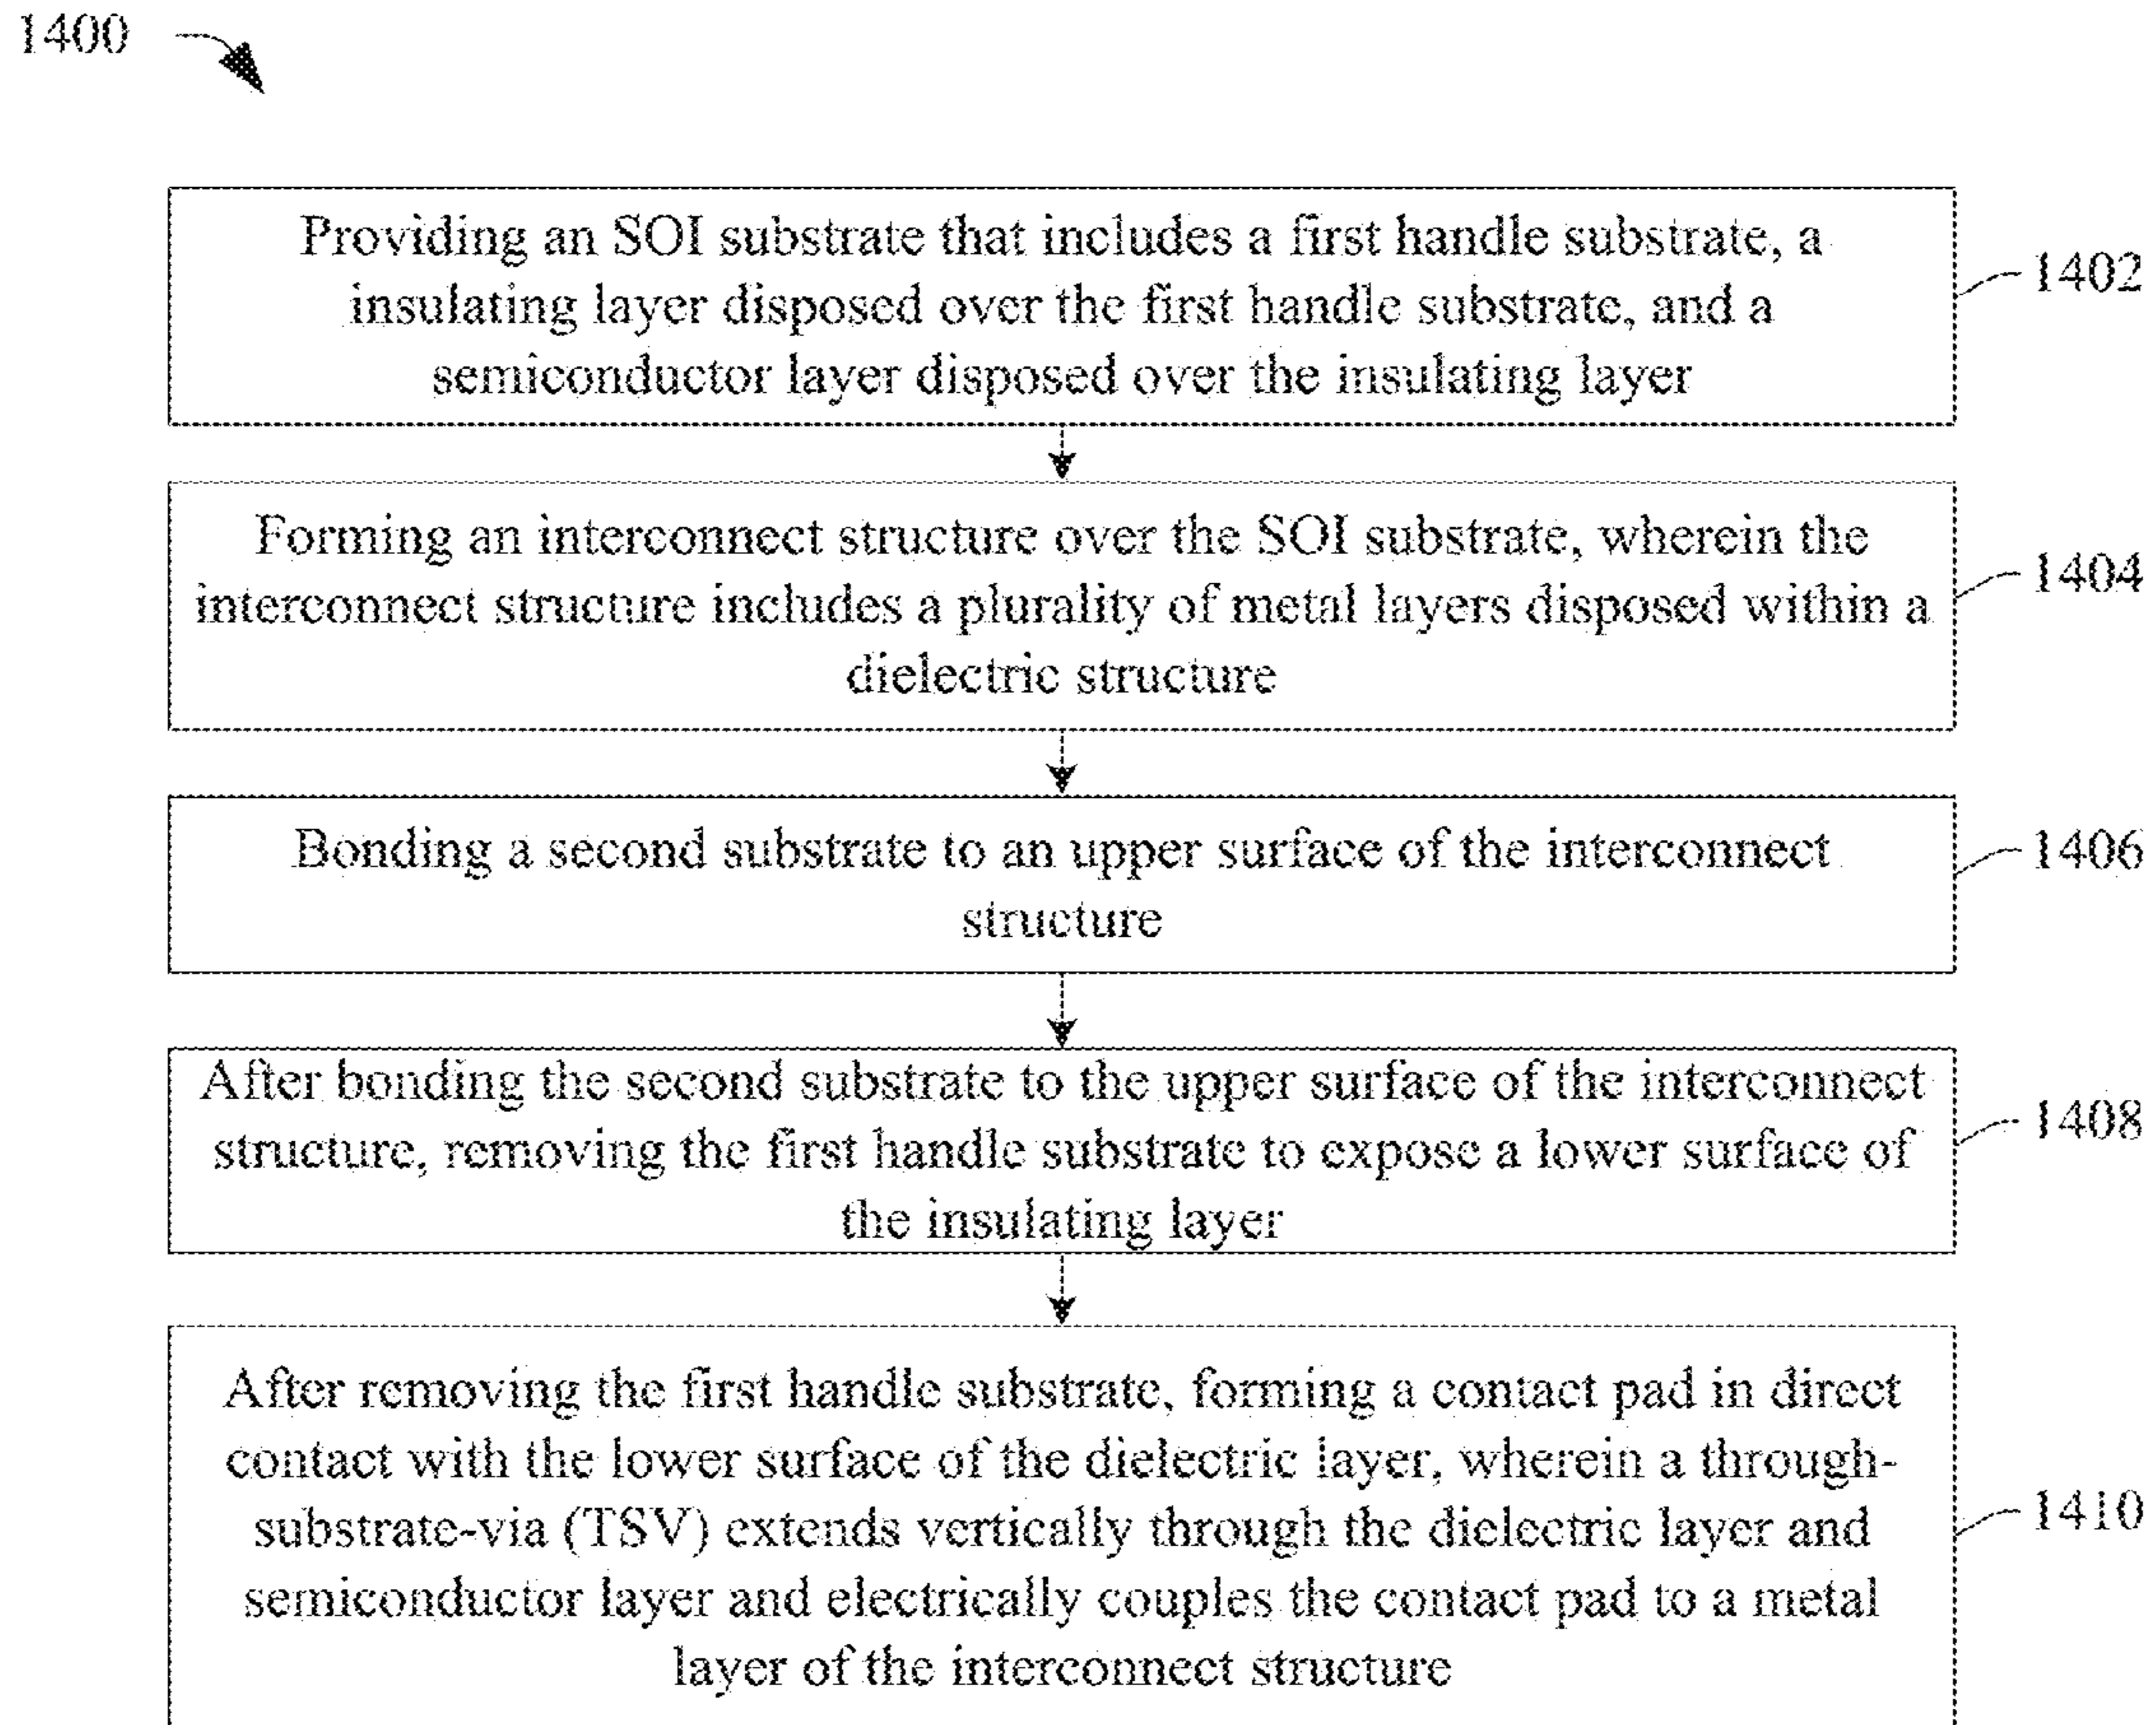 1400
Providing an SOI substrate that includes a first handle substrate, a
insulating layer disposed over the first handle substrate, and a
semiconductor layer disposed over the insulating layer
1402
Forming an interconnect structure over the SOI substrate, wherein the
interconnect structure includes a plurality of metal layers disposed within a
dielectric structure
1404
Bonding a second substrate to an upper surface of the interconnect
structure
1406
After bonding the second substrate to the upper surface of the interconnect
structure, removing the first handle substrate to expose a lower surface of
the insulating layer
1408
After removing the first handle substrate, forming a contact pad in direct
contact with the lower surface of the dielectric layer, wherein a through-
substrate-via (TSV) extends vertically through the dielectric layer and
semiconductor layer and electrically couples the contact pad to a metal
layer of the interconnect structure
1410